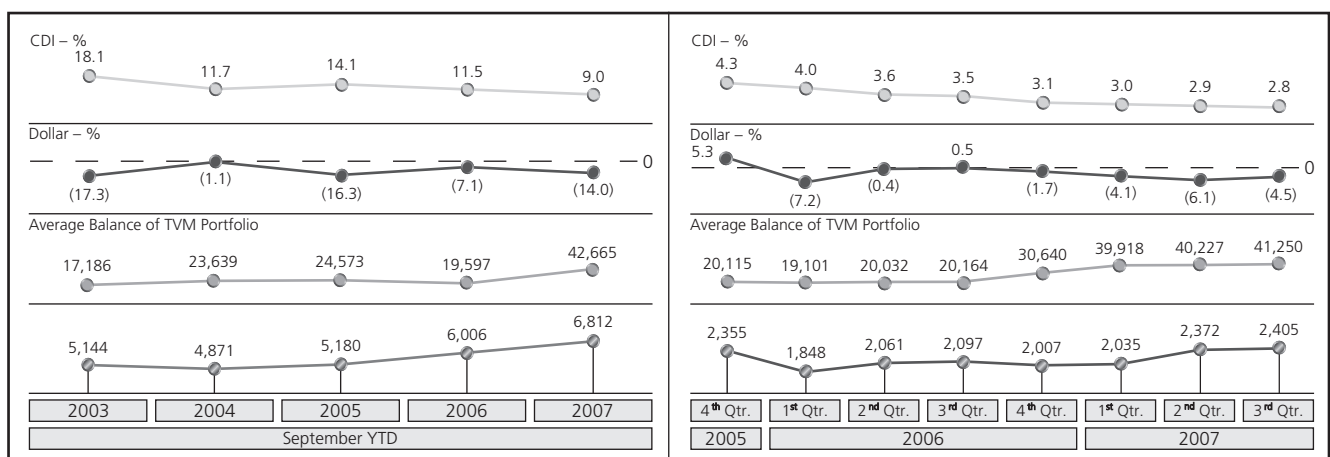 CDI – %
18.1 11.7 14.1 11.5 9.0
Dollar – %
0
(17.3) (1.1) (16.3) (7.1) (14.0)
Average Balance of TVM Portfolio
17,186 23,639 24,573 19,597 42,665
5,144 4,871 5,180 6,006 6,812
2003 2004 2005 2006 2007
September YTD
CDI – %
4.3 4.0 3.6 3.5 3.1 3.0 2.9 2.8
Dollar – %
5.3 0.5 0
(7.2) (0.4) (1.7) (4.1) (6.1) (4.5)
Average Balance of TVM Portfolio
20,115 19,101 20,032 20,164 30,640 39,918 40,227 41,250
2,355 1,848 2,061 2,097 2,007 2,035 2,372 2,405
4th Qtr. 1st Qtr. 2nd Qtr. 3rd Qtr. 4th Qtr. 1st Qtr. 2nd Qtr. 3rd Qtr.
2005 2006 2007